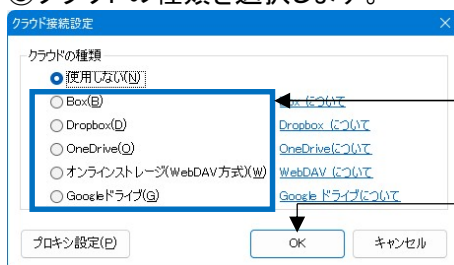 ②クラウドの種類を選択します。
クラウド接続設定
クラウドの種類
使用しない(N)
Box(B) Box について
Dropbox(D) Dropbox について
OneDrive(O) OneDriveについて
オンラインストレージ(WebDAV方式)(W) WebDAV について
Googleドライブ(G) Google ドライブについて
プロキシ設定(P) OK キャンセル